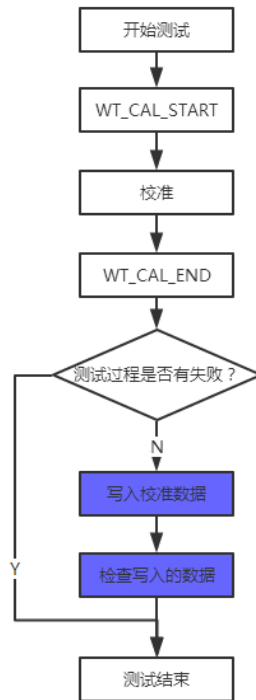 开始测试
WT_CAL_START
校准
WT_CAL_END
测试过程是否有失败？
N
写入校准数据
Y
检查写入的数据
测试结束